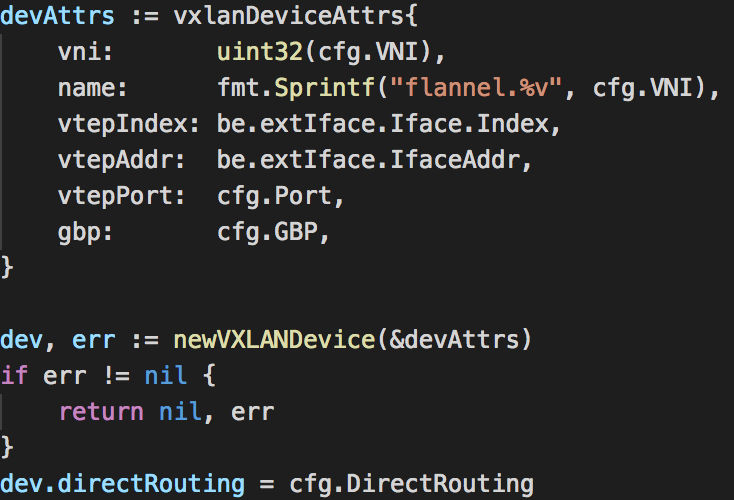 devAttrs := vxlanDeviceAttrs{
    vni:       uint32(cfg.VNI),
    name:      fmt.Sprintf("flannel.%v", cfg.VNI),
    vtepIndex: be.extIface.Iface.Index,
    vtepAddr:  be.extIface.IfaceAddr,
    vtepPort:  cfg.Port,
    gbp:       cfg.GBP,
}

dev, err := newVXLANDevice(&devAttrs)
if err != nil {
    return nil, err
}
dev.directRouting = cfg.DirectRouting